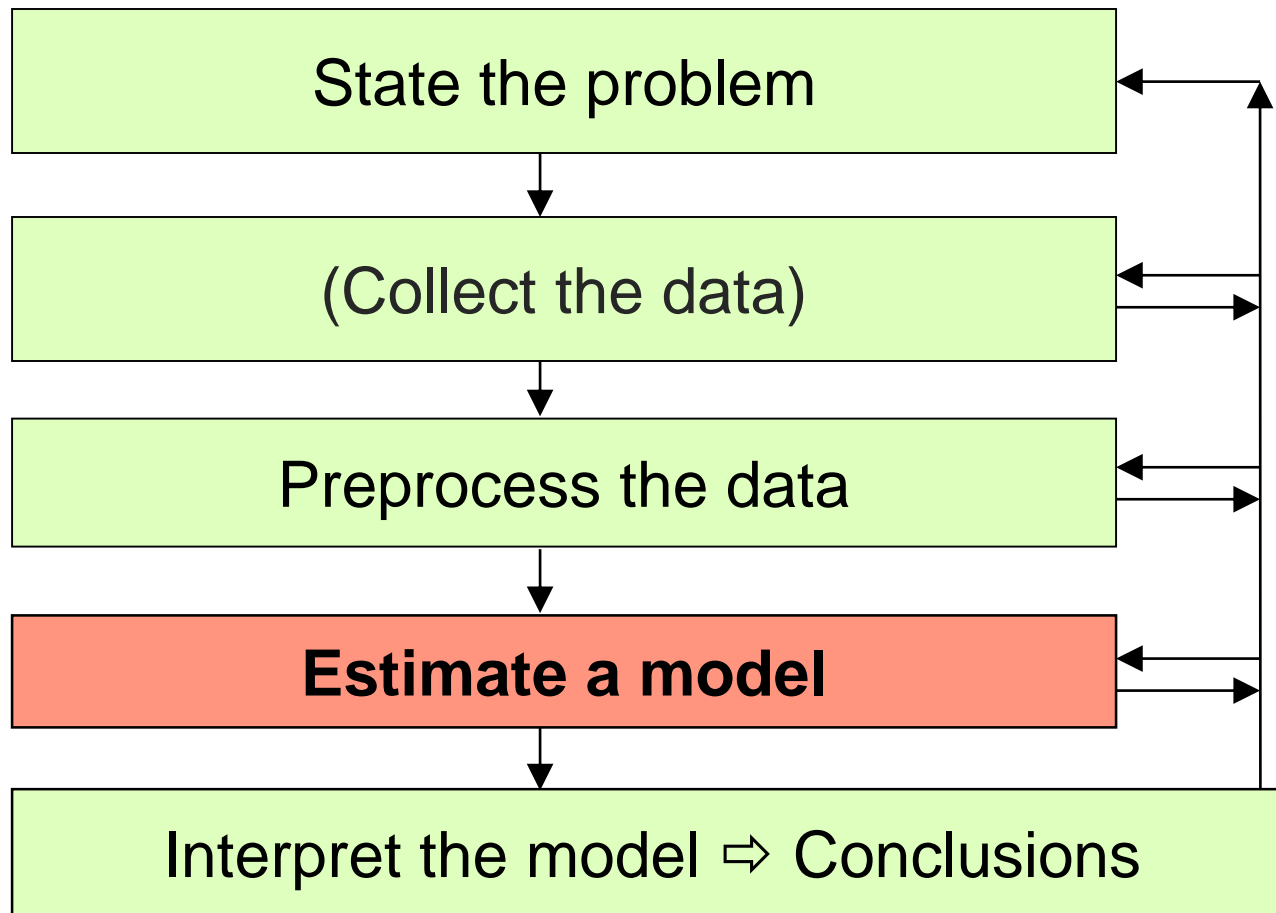 State the problem
(Collect the data)
Preprocess the data
Estimate a model
Interpret the model ⇨ Conclusions